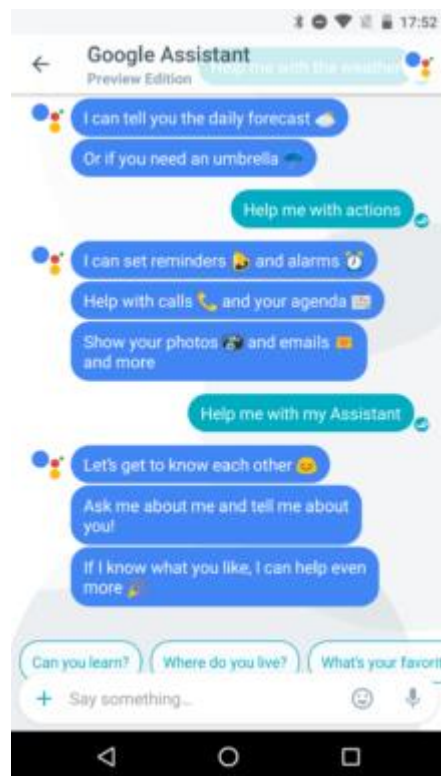 17:52
Google Assistant
Help me with the weather
Preview Edition
I can tell you the daily forecast
Or if you need an umbrella
Help me with actions
I can set reminders and alarms
Help with calls and your agenda
Show your photos and emails
and more
Help me with my Assistant
Let's get to know each other
Ask me about me and tell me about
you!
If I know what you like, I can help even
more
Can you learn?
Where do you live?
What's your favorit
Say something...